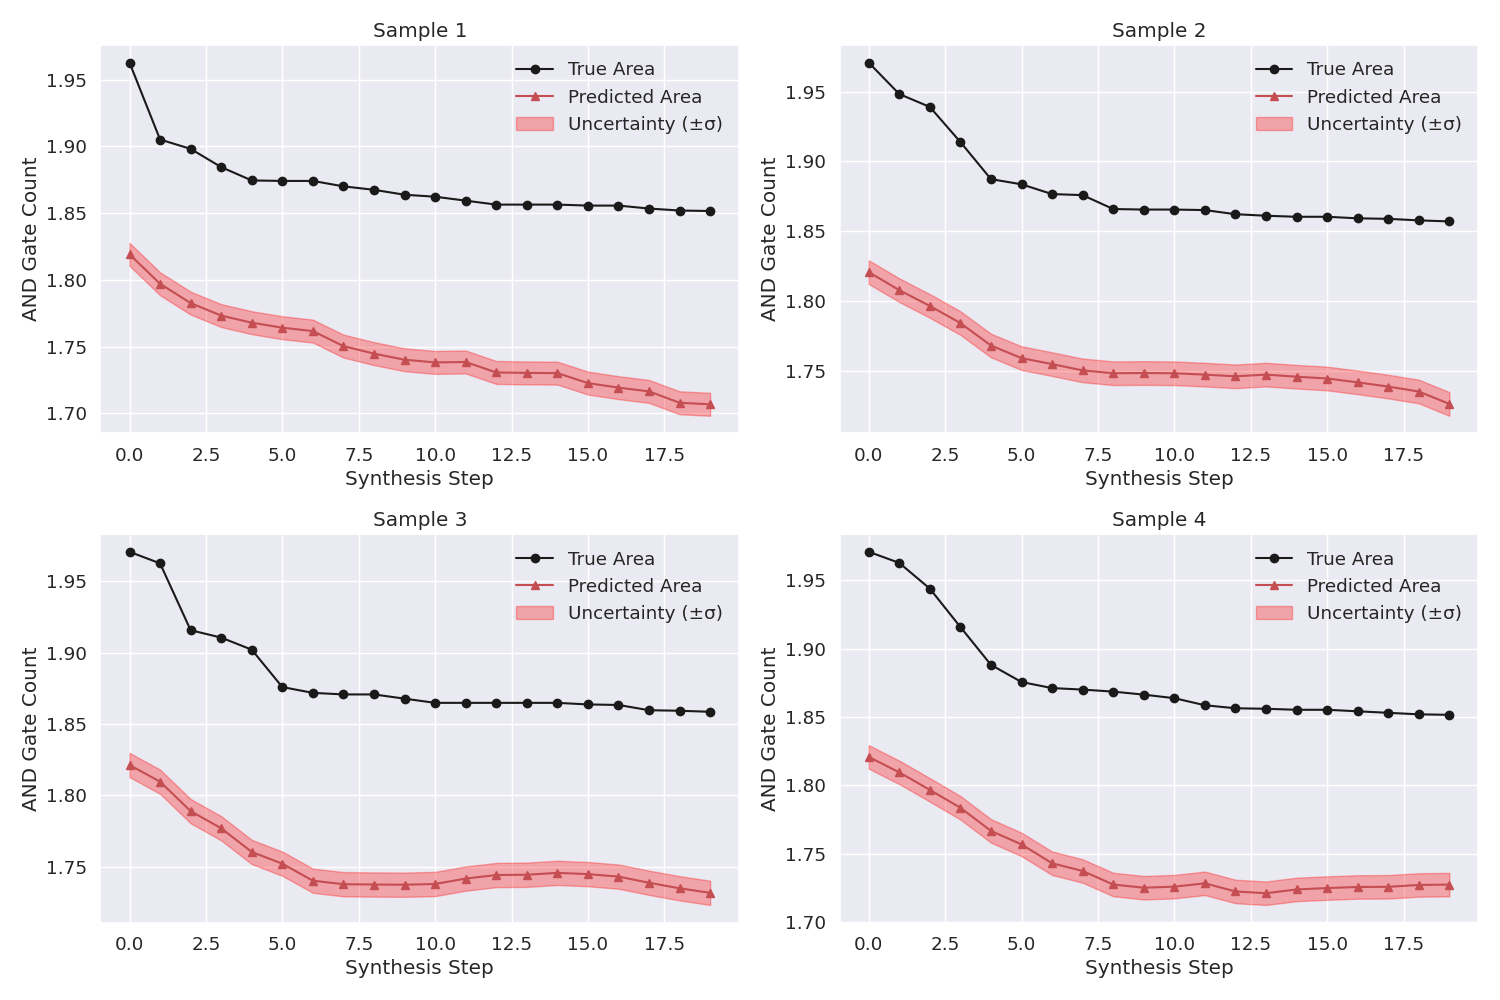 Sample 1
AND Gate Count
1.95
1.90
1.85
1.80
1.75
1.70
True Area
Predicted Area
Uncertainty (±σ)
0.0 2.5 5.0 7.5 10.0 12.5 15.0 17.5
Synthesis Step
Sample 2
AND Gate Count
1.95
1.90
1.85
1.80
1.75
True Area
Predicted Area
Uncertainty (±σ)
0.0 2.5 5.0 7.5 10.0 12.5 15.0 17.5
Synthesis Step
Sample 3
AND Gate Count
1.95
1.90
1.85
1.80
1.75
True Area
Predicted Area
Uncertainty (±σ)
0.0 2.5 5.0 7.5 10.0 12.5 15.0 17.5
Synthesis Step
Sample 4
AND Gate Count
1.95
1.90
1.85
1.80
1.75
1.70
True Area
Predicted Area
Uncertainty (±σ)
0.0 2.5 5.0 7.5 10.0 12.5 15.0 17.5
Synthesis Step